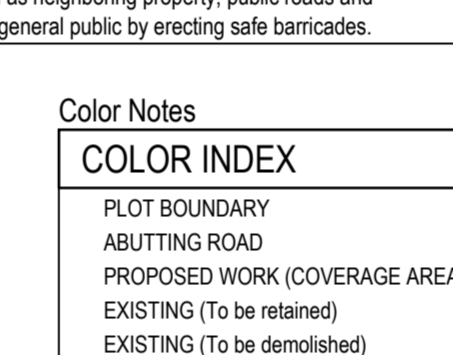 as neighboring property, public roads and
general public by erecting safe barricades.
Color Notes
COLOR INDEX
PLOT BOUNDARY
ABUTTING ROAD
PROPOSED WORK (COVERAGE AREA
EXISTING (To be retained)
EXISTING (To be demolished)